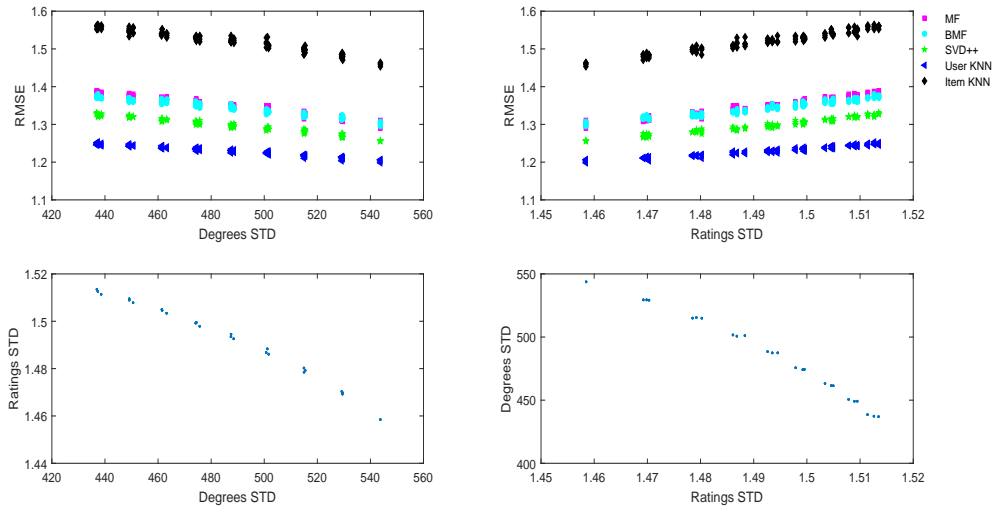 1.6
1.5
1.4
1.3
1.2
1.1
RMSE
420 440 460 480 500 520 540 560
Degrees STD
1.6
1.5
1.4
1.3
1.2
1.1
RMSE
1.45 1.46 1.47 1.48 1.49 1.5 1.51 1.52
Ratings STD
MF
BMF
SVD++
User KNN
Item KNN
1.52
1.5
1.48
1.46
1.44
Ratings STD
420 440 460 480 500 520 540 560
Degrees STD
550
500
450
400
Degrees STD
1.45 1.46 1.47 1.48 1.49 1.5 1.51 1.52
Ratings STD